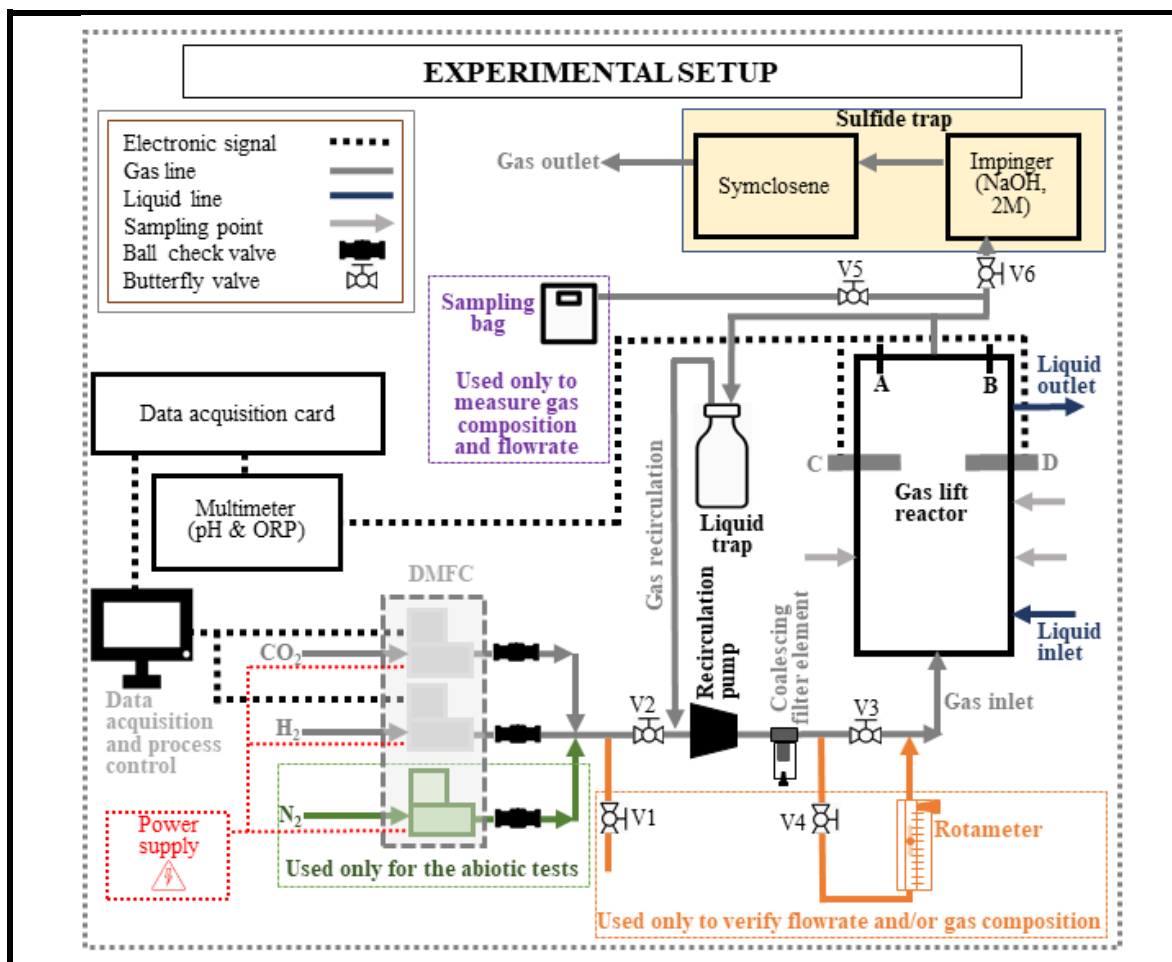 EXPERIMENTAL SETUP
Electronic signal
Gas line
Liquid line
Sampling point
Ball check valve
Butterfly valve
Sulfide trap
Gas outlet
Symclosene
Impinger
(NaOH,
2M)
V5
V6
Sampling
bag
Used only to
measure gas
composition
and flowrate
A
B
Liquid
outlet
Data acquisition card
Multimeter
(pH & ORP)
Gas recirculation
Liquid
trap
C
D
Gas lift
reactor
DMFC
CO2
H2
N2
Data
acquisition
and process
control
Recirculation
pump
Coalescing
filter element
V2
V3
Gas inlet
Liquid
inlet
Power
supply
V1
V4
Rotameter
Used only for the abiotic tests
Used only to verify flowrate and/or gas composition